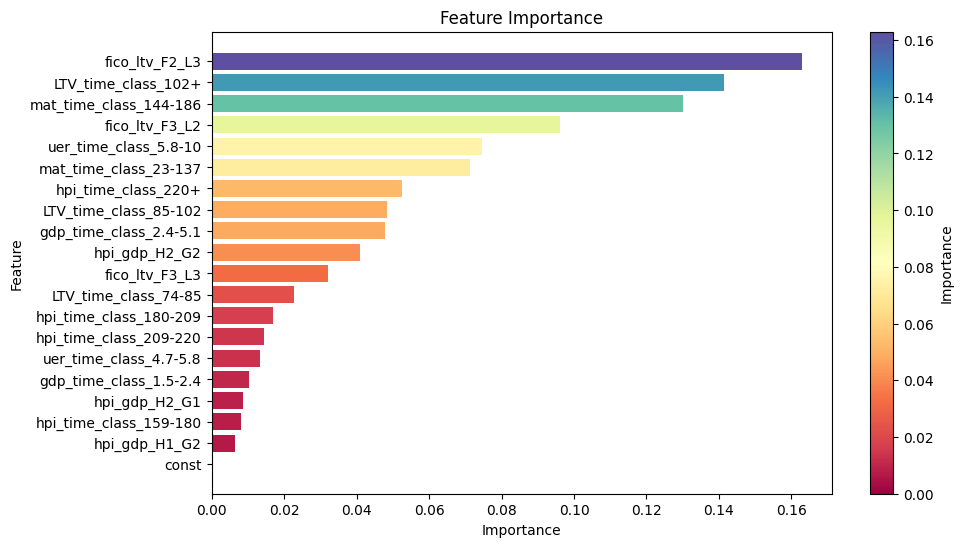 Feature Importance
fico_ltv_F2_L3
LTV_time_class_102+
mat_time_class_144-186
fico_ltv_F3_L2
uer_time_class_5.8-10
mat_time_class_23-137
hpi_time_class_220+
LTV_time_class_85-102
gdp_time_class_2.4-5.1
hpi_gdp_H2_G2
fico_ltv_F3_L3
LTV_time_class_74-85
hpi_time_class_180-209
hpi_time_class_209-220
uer_time_class_4.7-5.8
gdp_time_class_1.5-2.4
hpi_gdp_H2_G1
hpi_time_class_159-180
hpi_gdp_H1_G2
const
Feature
0.00 0.02 0.04 0.06 0.08 0.10 0.12 0.14 0.16
Importance
0.16
0.14
0.12
0.10
0.08
0.06
0.04
0.02
0.00
Importance